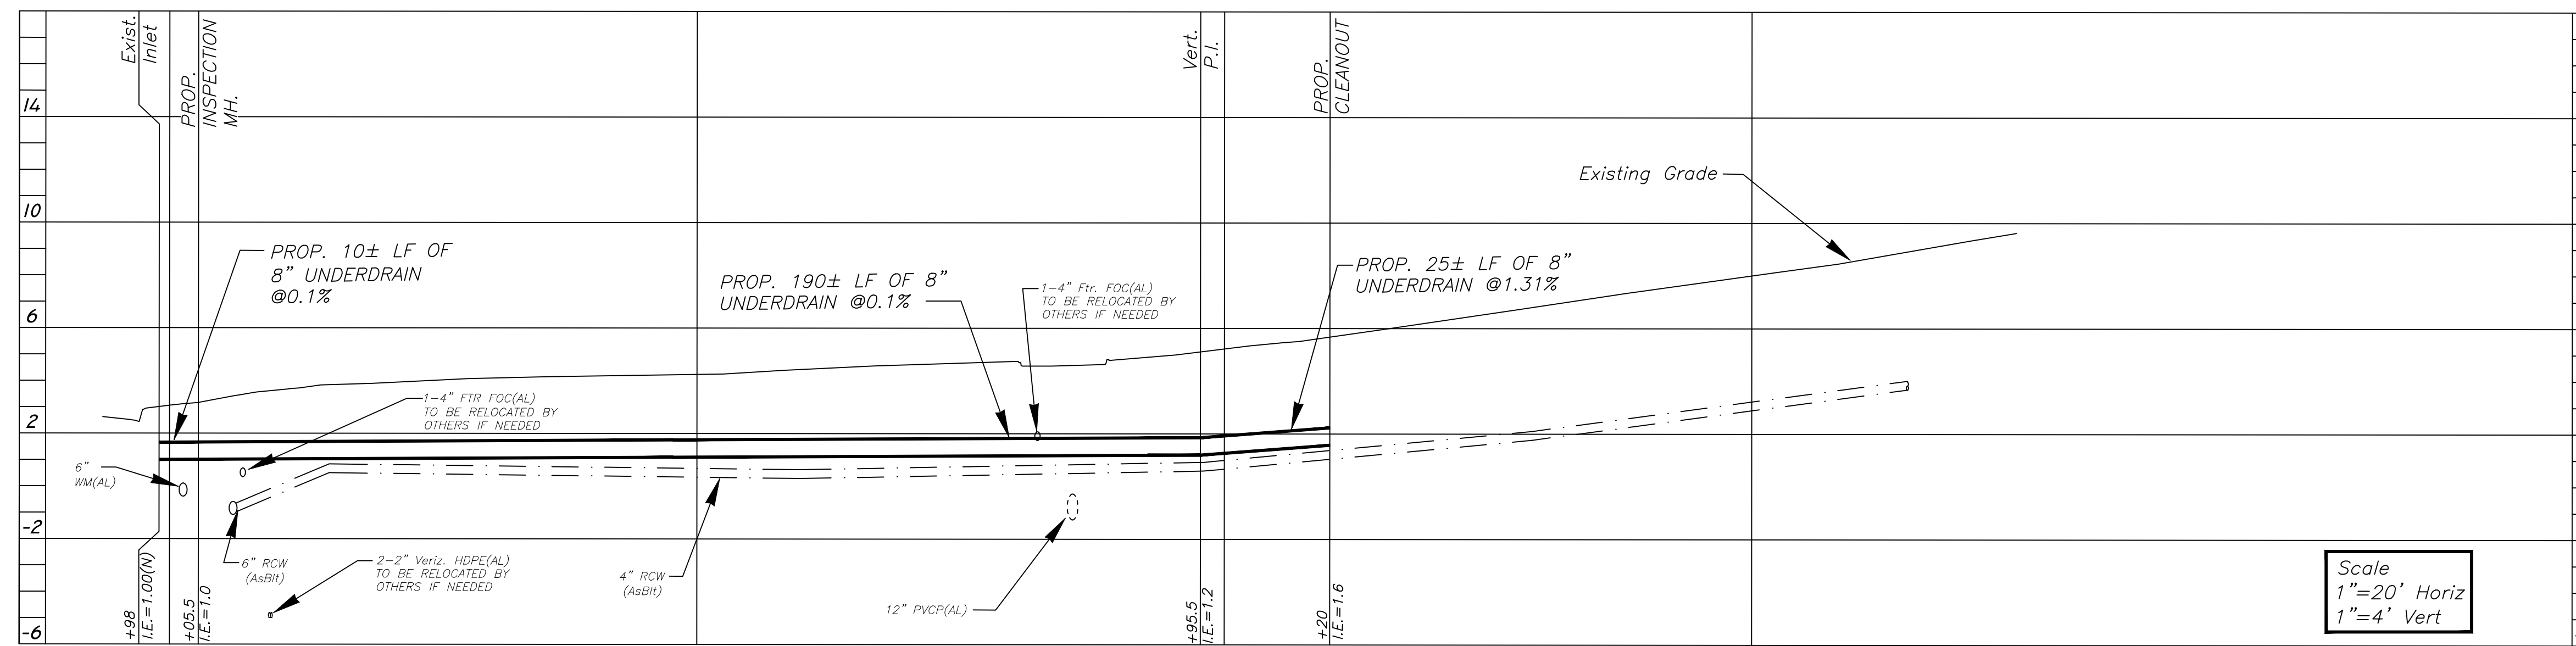 Exist.
Inlet
PROP.
INSPECTION
MH.
Vert.
P.I.
PROP.
CLEANOUT
14
10
6
2
-2
-6
Existing Grade
PROP. 10± LF OF
8" UNDERDRAIN
@0.1%
PROP. 190± LF OF 8"
UNDERDRAIN @0.1%
1-4" Ftr. FOC(AL)
TO BE RELOCATED BY
OTHERS IF NEEDED
PROP. 25± LF OF 8"
UNDERDRAIN @1.31%
1-4" FTR FOC(AL)
TO BE RELOCATED BY
OTHERS IF NEEDED
6"
WM(AL)
6" RCW
(AsBlt)
2-2" Veriz. HDPE(AL)
TO BE RELOCATED BY
OTHERS IF NEEDED
4" RCW
(AsBlt)
12" PVCP(AL)
+98
I.E.=1.00(N)
+05.5
I.E.=1.0
+95.5
I.E.=1.2
+20
I.E.=1.6
Scale
1"=20' Horiz
1"=4' Vert